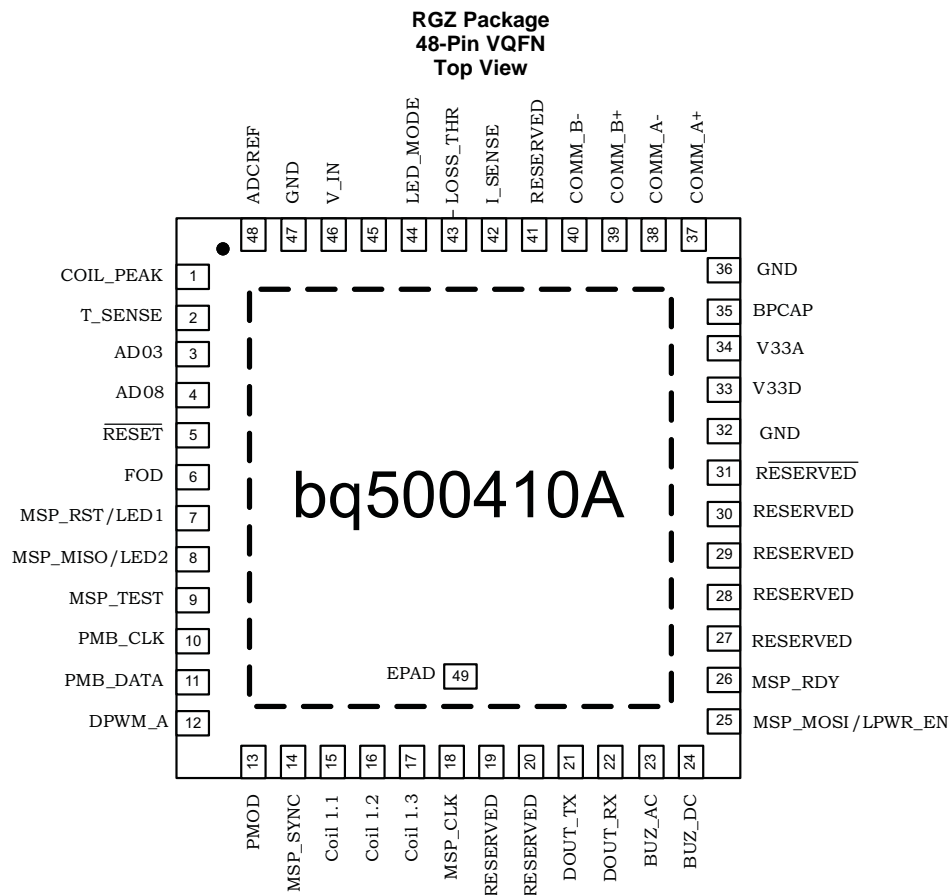 RGZ Package
48-Pin VQFN
Top View
ADCREF
GND
V_IN
LED_MODE
LOSS_THR
I_SENSE
RESERVED
COMM_B-
COMM_B+
COMM_A-
COMM_A+
48
47
46
45
44
43
42
41
40
39
38
37
COIL_PEAK 1
T_SENSE 2
AD03 3
AD08 4
RESET 5
FOD 6
MSP_RST/LED1 7
MSP_MISO/LED2 8
MSP_TEST 9
PMB_CLK 10
PMB_DATA 11
DPWM_A 12
bq500410A
EPAD 49
36 GND
35 BPCAP
34 V33A
33 V33D
32 GND
31 RESERVED
30 RESERVED
29 RESERVED
28 RESERVED
27 RESERVED
26 MSP_RDY
25 MSP_MOSI/LPWR_EN
13
14
15
16
17
18
19
20
21
22
23
24
PMOD
MSP_SYNC
Coil 1.1
Coil 1.2
Coil 1.3
MSP_CLK
RESERVED
RESERVED
DOUT_TX
DOUT_RX
BUZ_AC
BUZ_DC